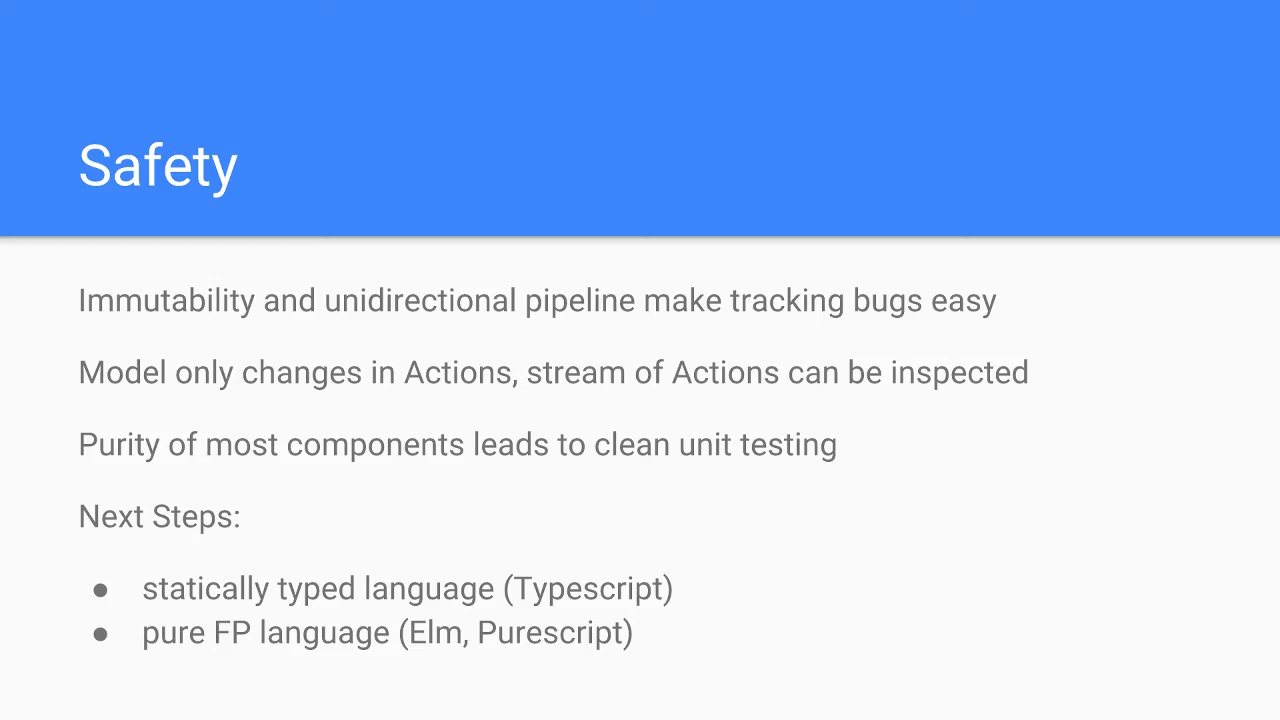 Safety
Immutability and unidirectional pipeline make tracking bugs easy
Model only changes in Actions, stream of Actions can be inspected
Purity of most components leads to clean unit testing
Next Steps:
● statically typed language (Typescript)
● pure FP language (Elm, Purescript)